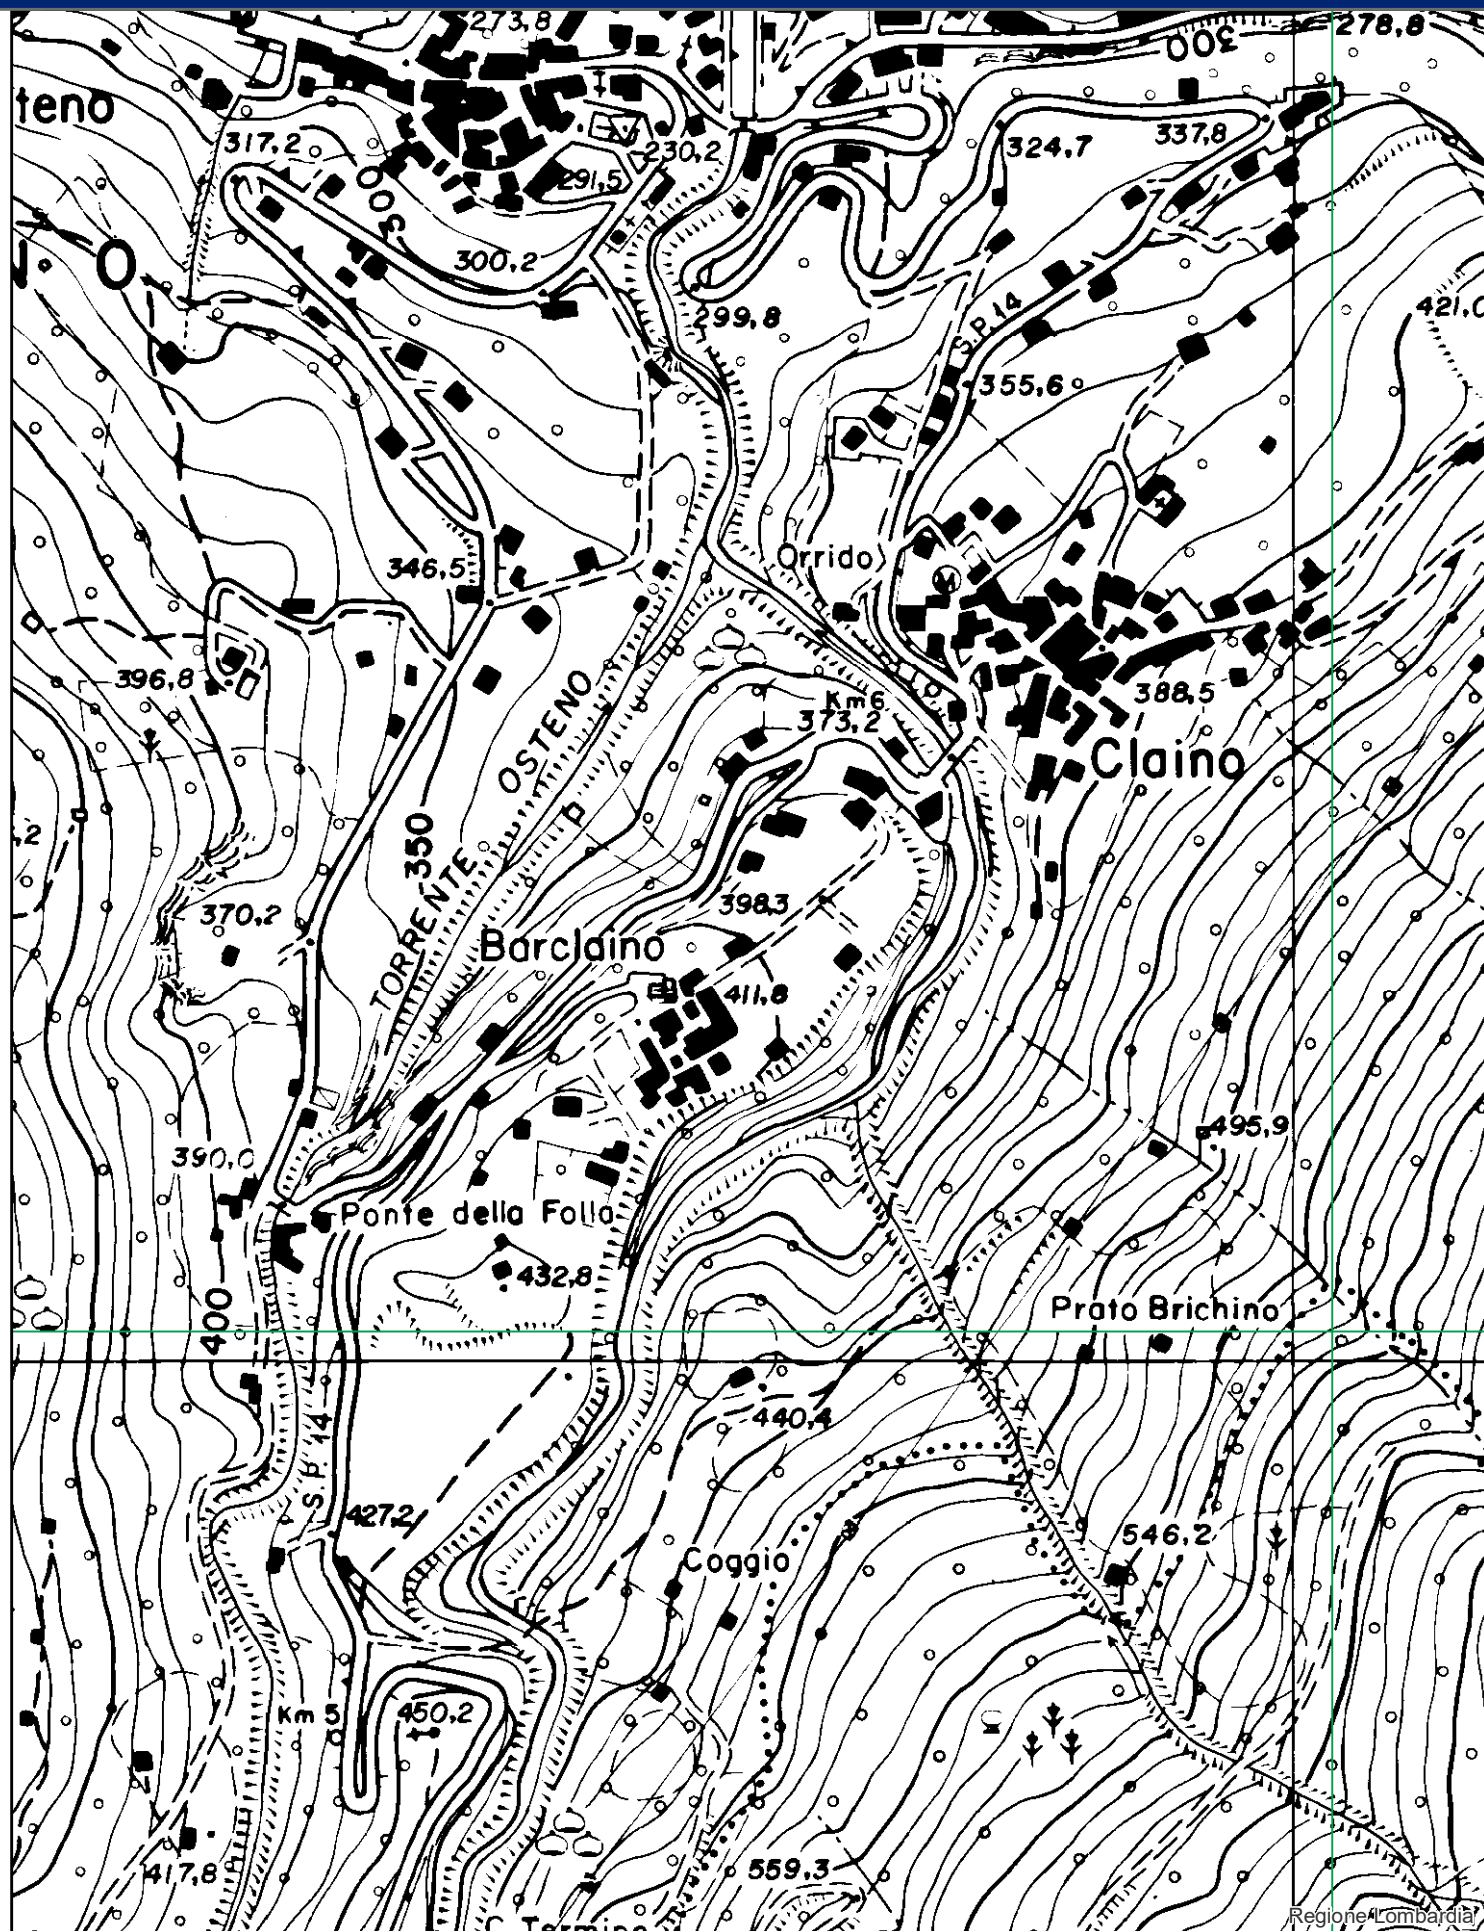 273,8
300
278,8
teno
317,2
230,2
324,7
337,8
291,5
300
300,2
O
299,8
S.P. 14
421,0
355,6
Orrido
346,5
M
396,8
Km 6
373,2
388,5
TORRENTE OSTENO
Claino
350
,2
370,2
398,3
Barclaino
411,8
495,9
390,0
Ponte della Folla
432,8
400
Prato Brichino
440,4
S.P. 14
427,2
546,2
Coggio
Km 5
450,2
417,8
559,3
C. Termine
Regione Lombardia